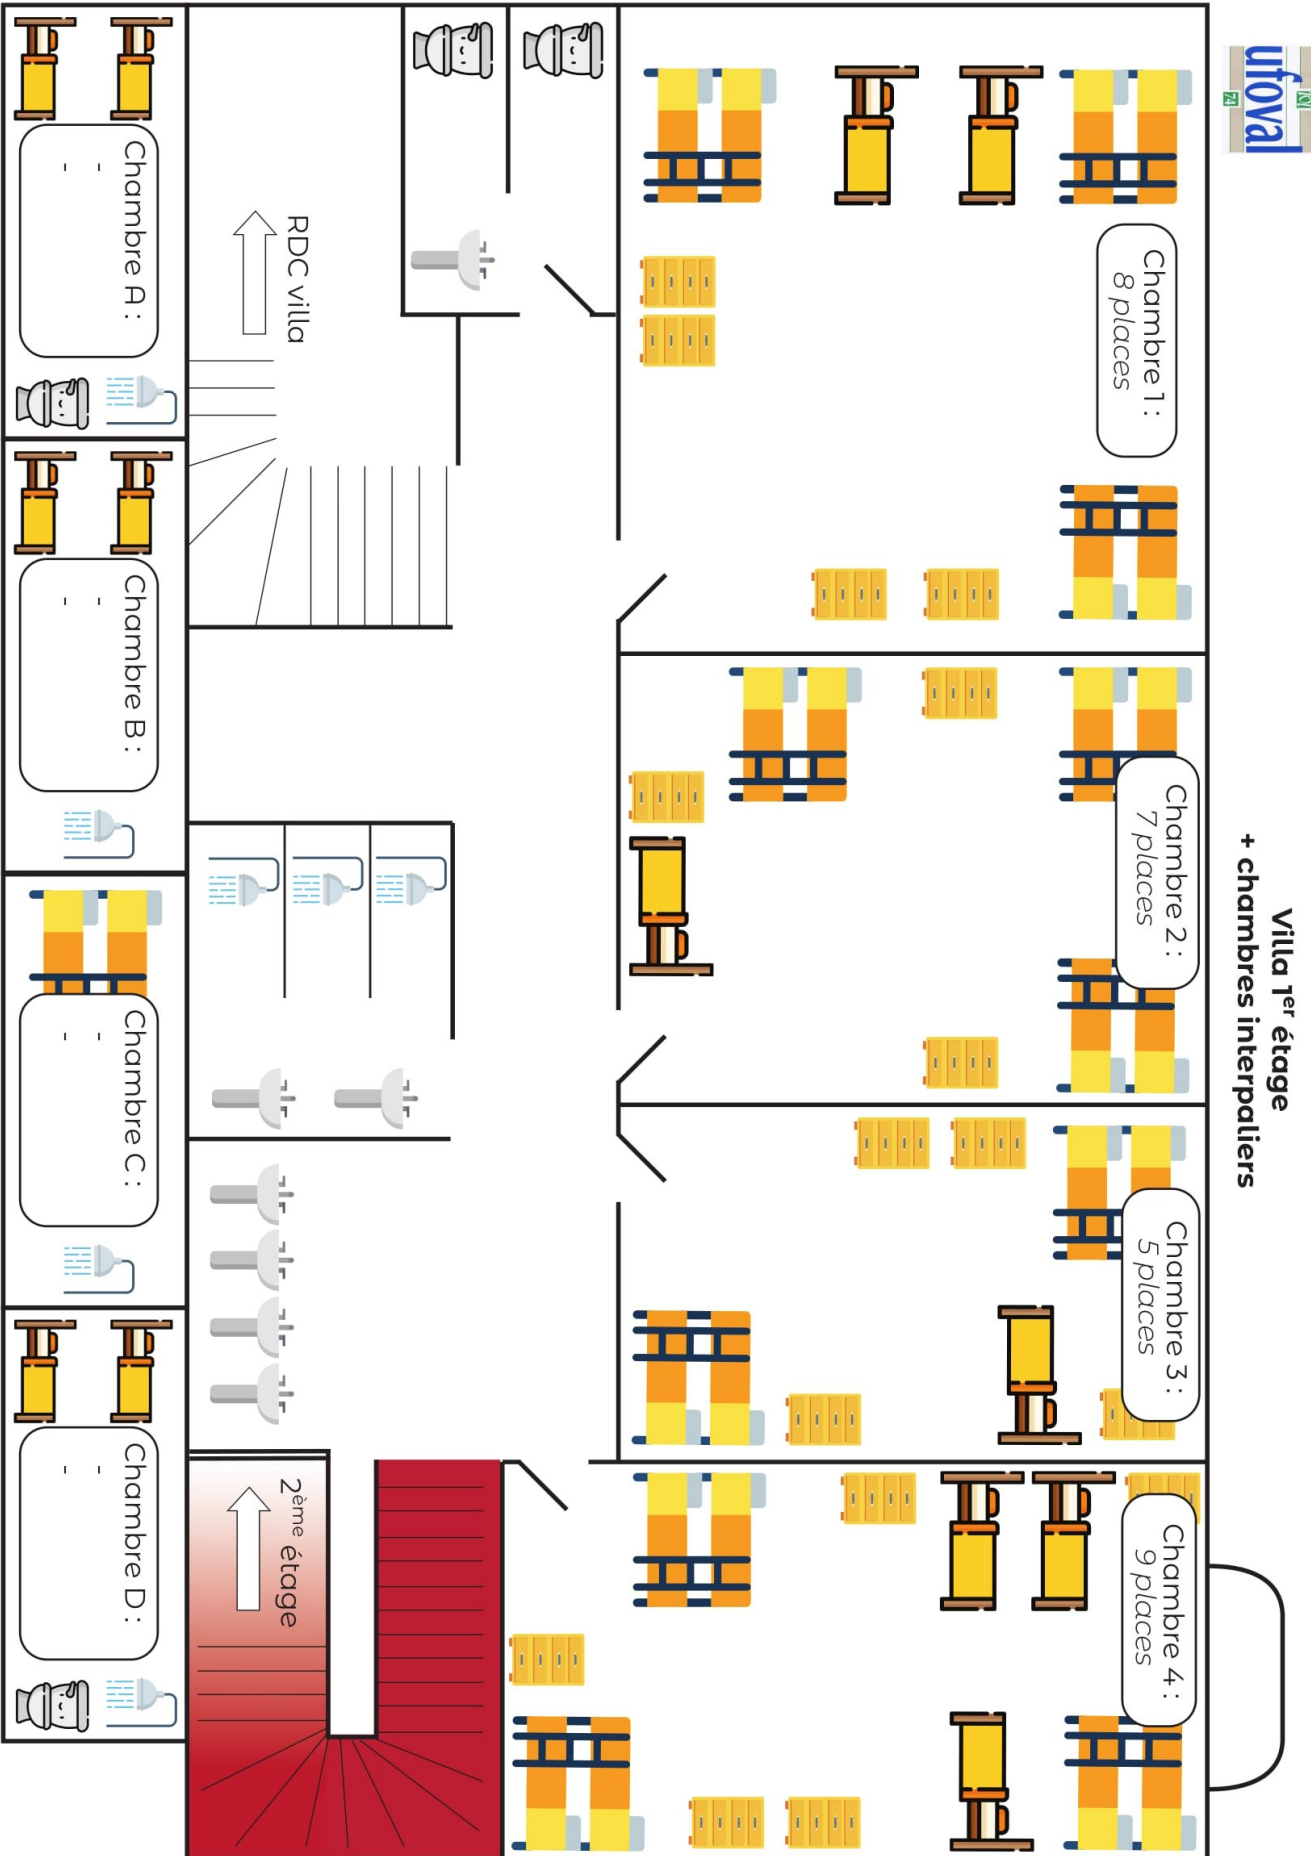 ufoval
74
Villa 1er étage
+ chambres interpaliers
Chambre 1 :
8 places
Chambre 2 :
7 places
Chambre 3 :
5 places
Chambre 4 :
9 places
RDC villa
2ème étage
Chambre A :
-
-
Chambre B :
-
-
Chambre C :
-
-
Chambre D :
-
-